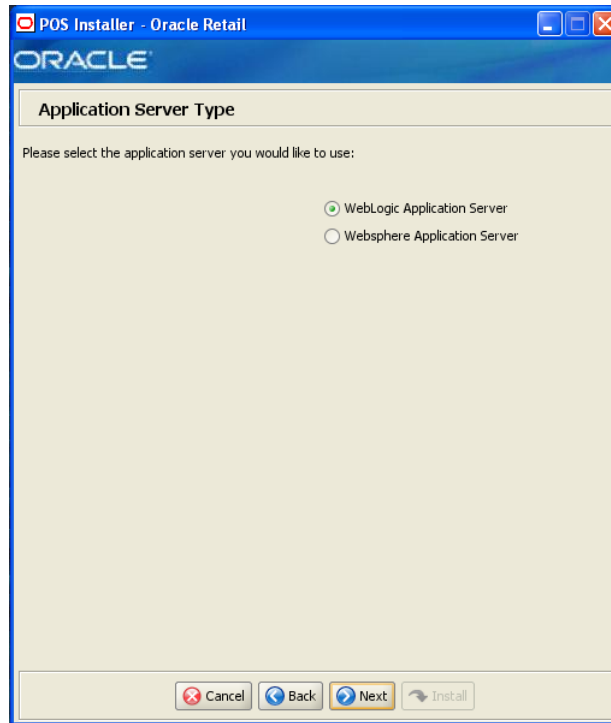 POS Installer - Oracle Retail
ORACLE
Application Server Type
Please select the application server you would like to use:
WebLogic Application Server
Websphere Application Server
Cancel Back Next Install